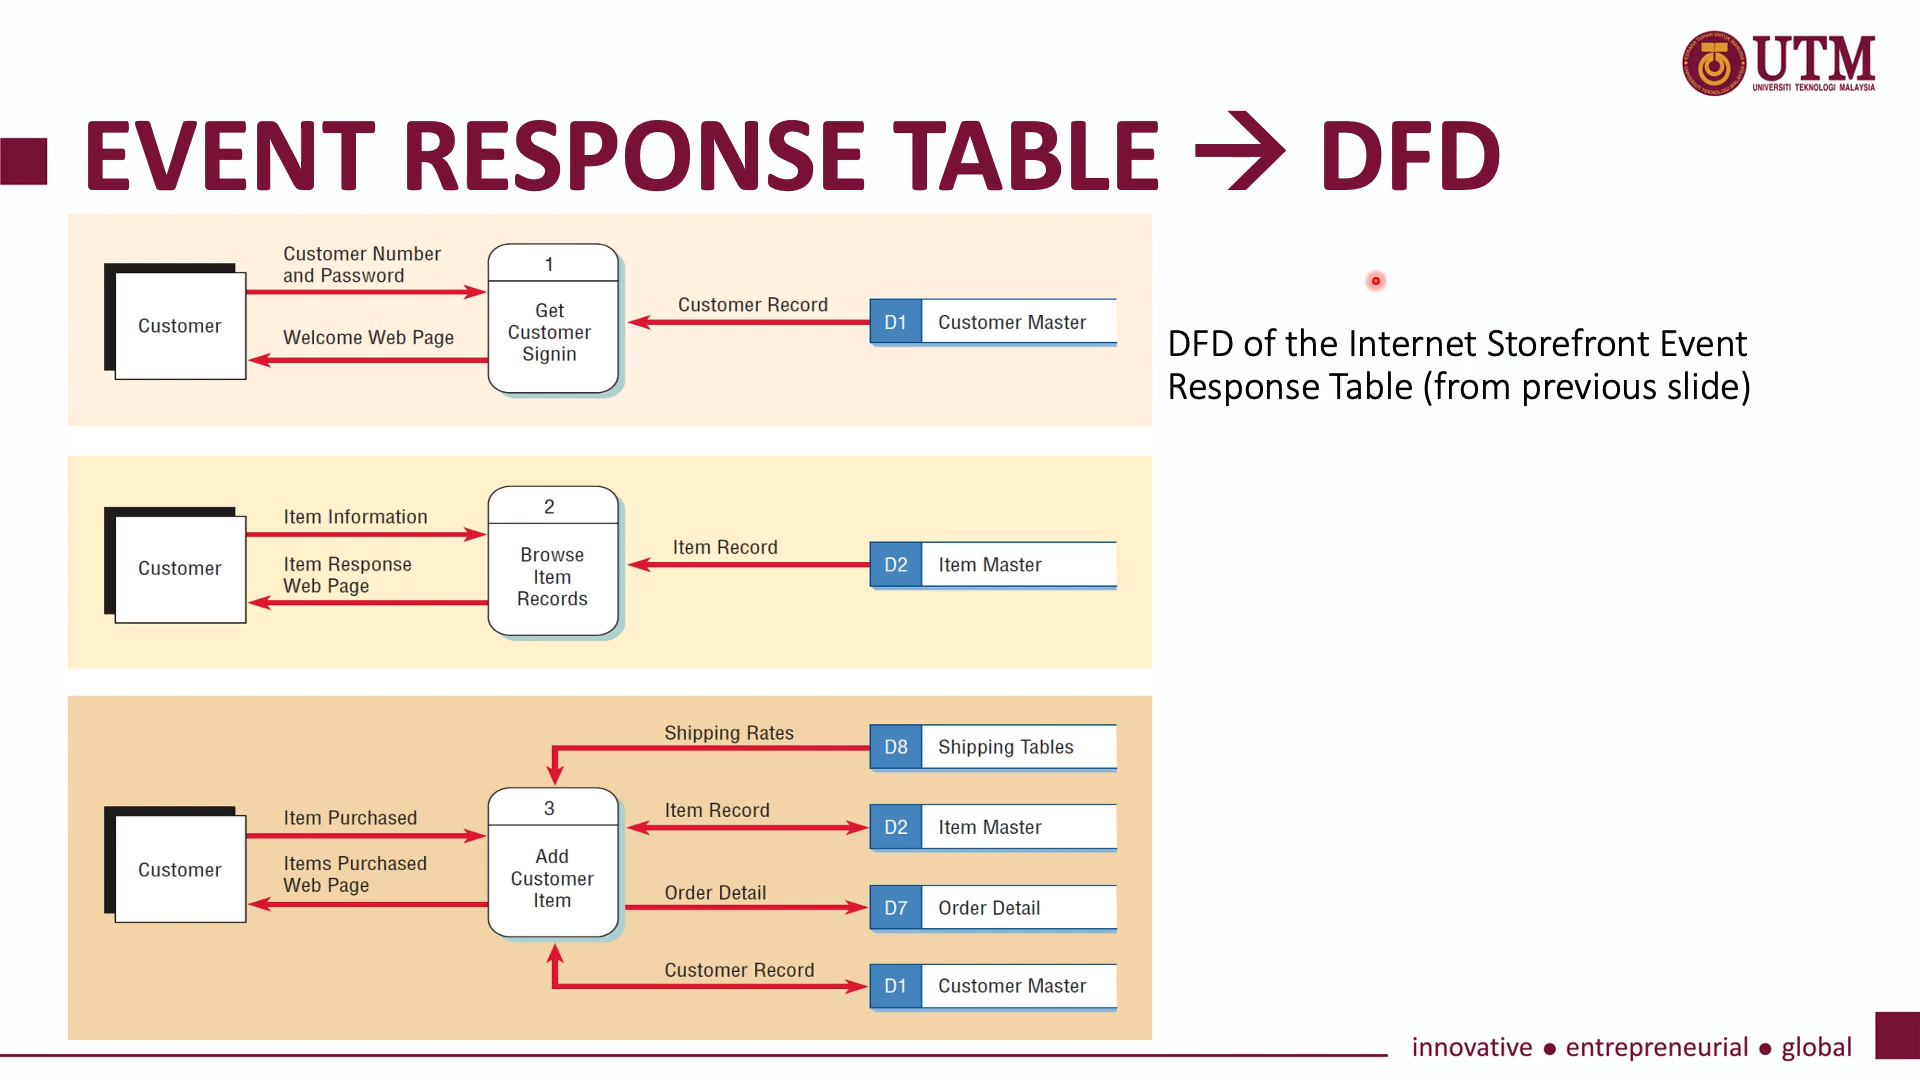 UTM
UNIVERSITI TEKNOLOGI MALAYSIA
EVENT RESPONSE TABLE → DFD
Customer Number
and Password
Customer
Welcome Web Page
1
Get
Customer
Signin
Customer Record
D1 Customer Master
DFD of the Internet Storefront Event
Response Table (from previous slide)
Item Information
Customer
Item Response
Web Page
2
Browse
Item
Records
Item Record
D2 Item Master
Item Purchased
Customer
Items Purchased
Web Page
3
Add
Customer
Item
Shipping Rates
D8 Shipping Tables
Item Record
D2 Item Master
Order Detail
D7 Order Detail
Customer Record
D1 Customer Master
innovative ● entrepreneurial ● global